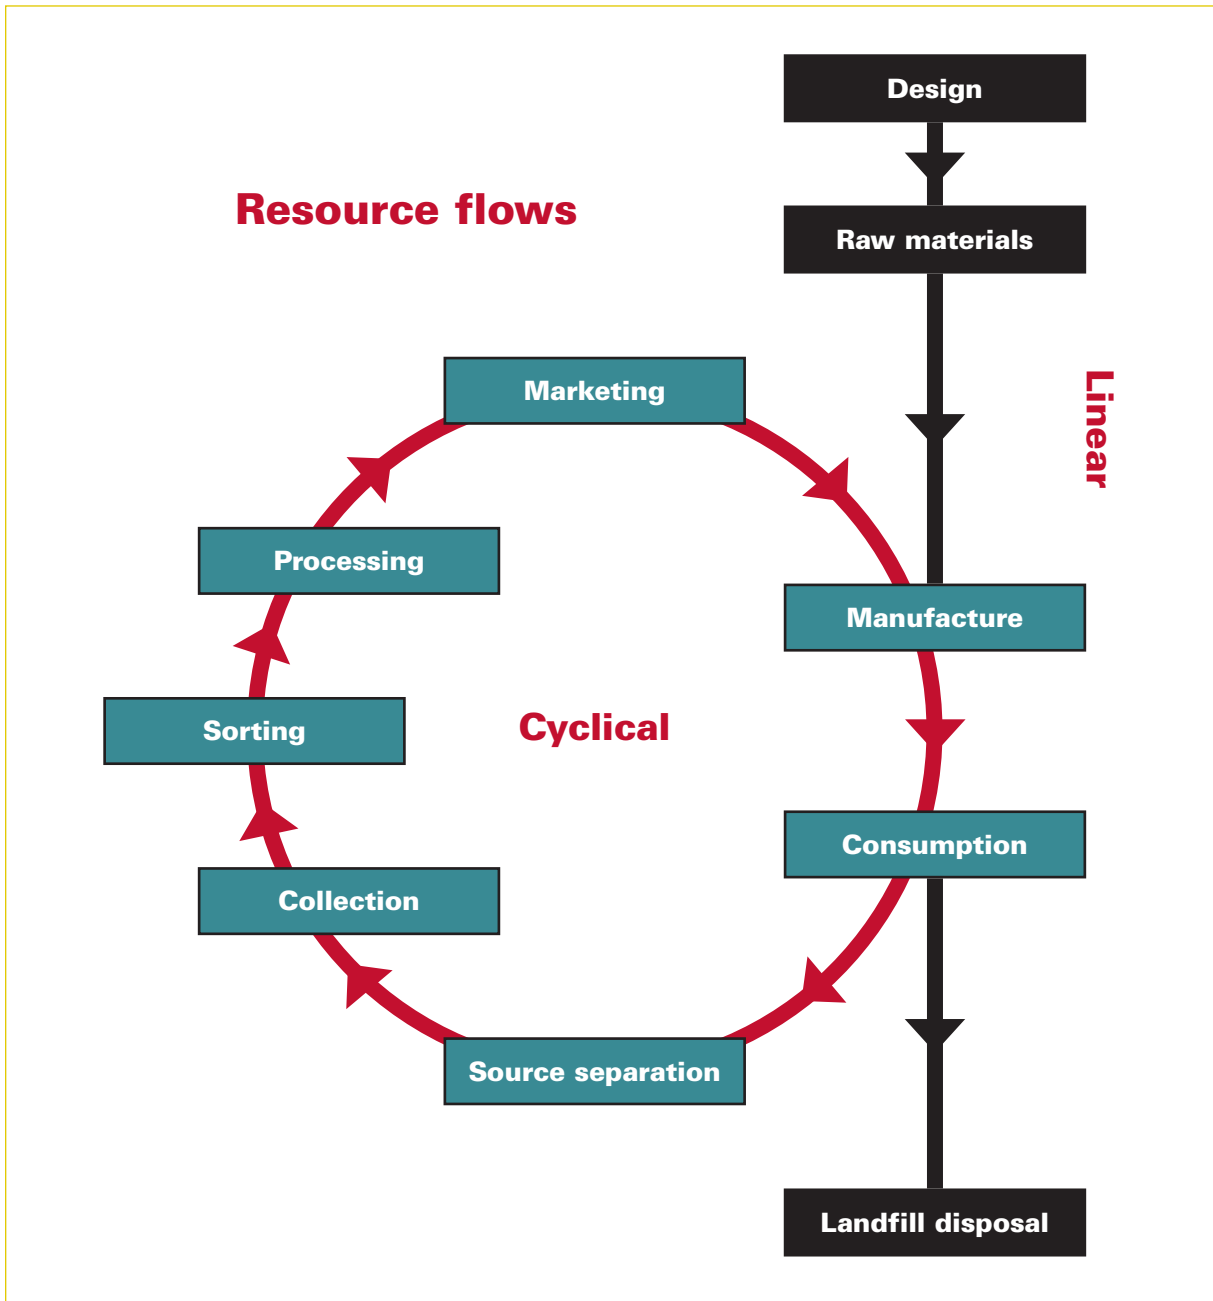 Design
Resource flows
Raw materials
Linear
Marketing
Processing
Manufacture
Sorting
Cyclical
Consumption
Collection
Source separation
Landfill disposal